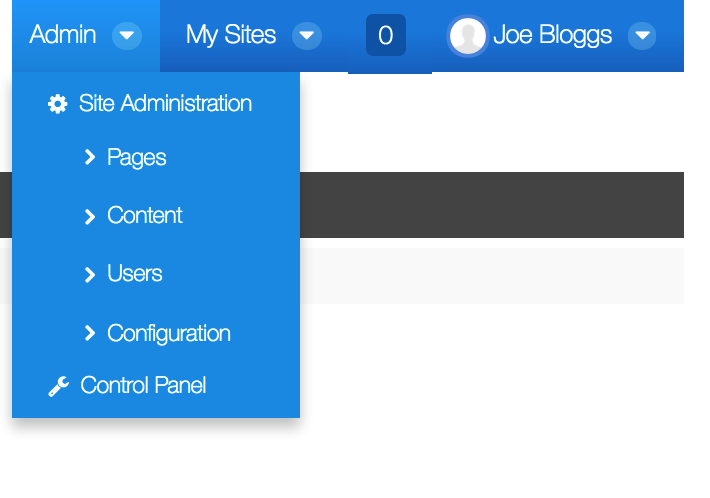 Admin My Sites 0 Joe Bloggs
Site Administration
Pages
Content
Users
Configuration
Control Panel